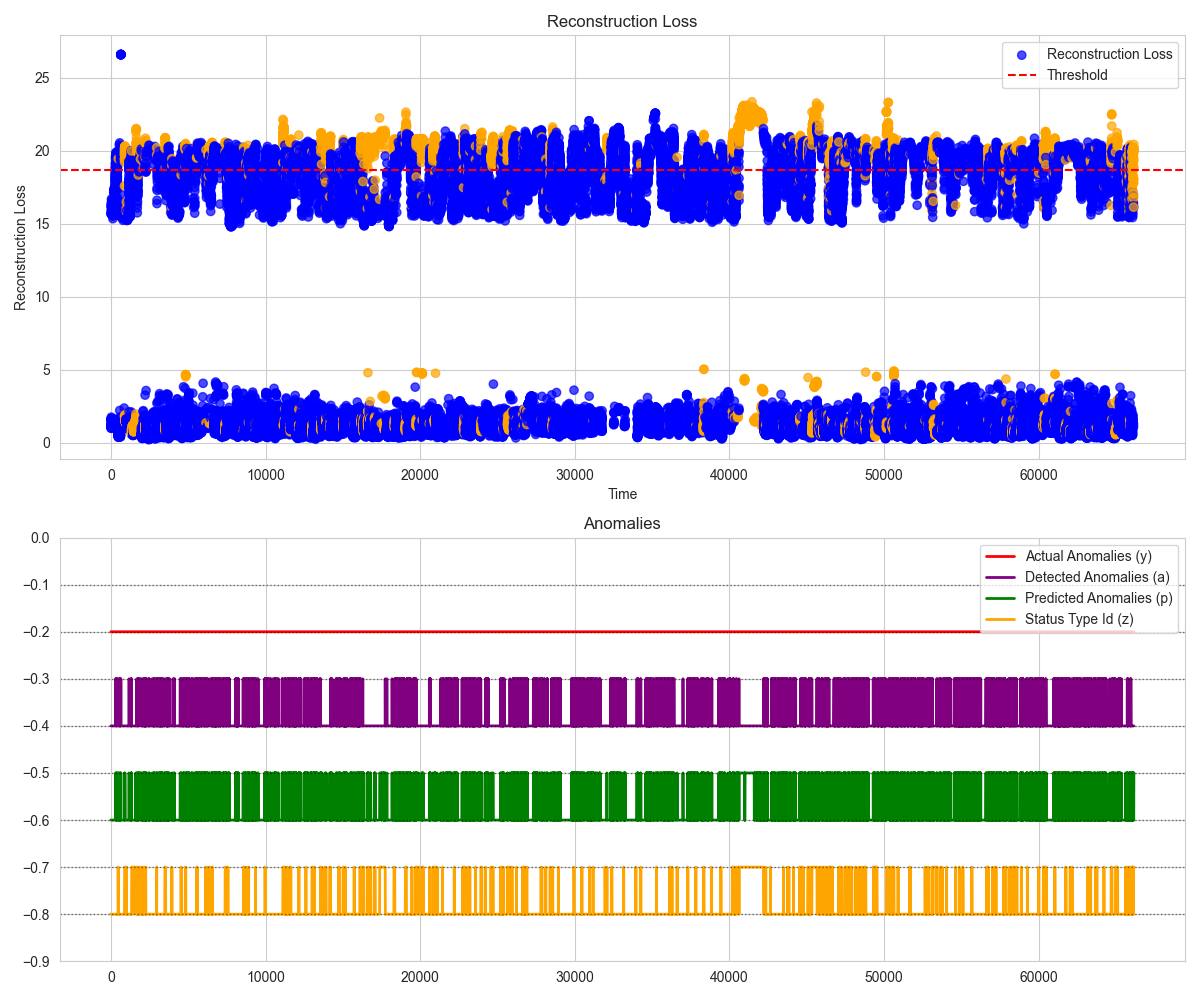 Reconstruction Loss
Reconstruction Loss
Threshold
Reconstruction Loss
25
20
15
10
5
0
0 10000 20000 30000 40000 50000 60000
Time
Anomalies
Actual Anomalies (y)
Detected Anomalies (a)
Predicted Anomalies (p)
Status Type Id (z)
0.0
−0.1
−0.2
−0.3
−0.4
−0.5
−0.6
−0.7
−0.8
−0.9
0 10000 20000 30000 40000 50000 60000